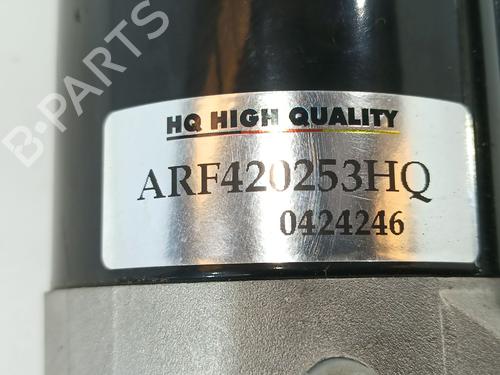 B-PARTS
HQ HIGH QUALITY
ARF420253HQ
0424246